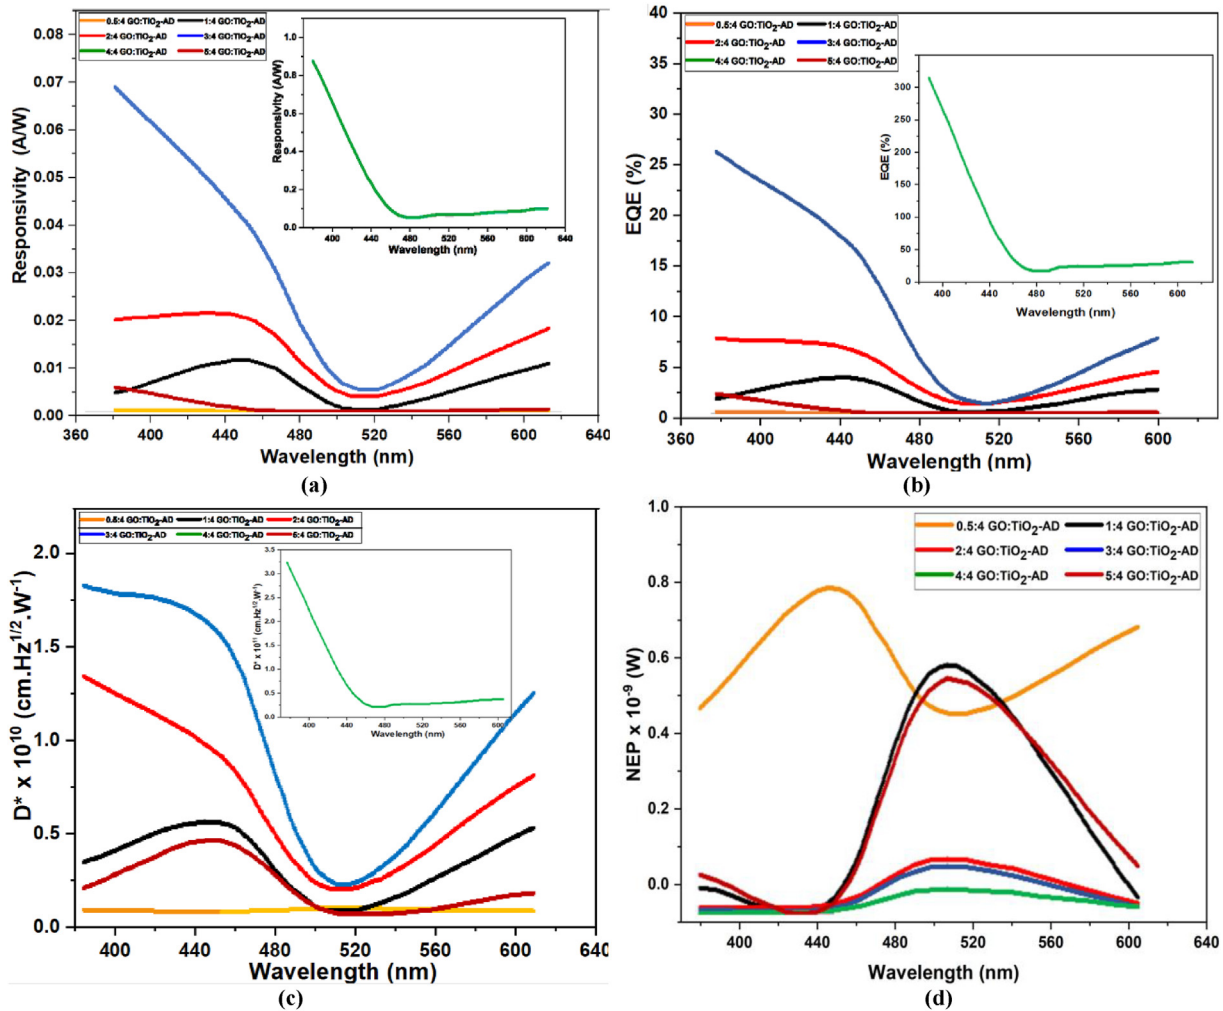 0.5:4 GO:TiO2-AD 1:4 GO:TiO2-AD
2:4 GO:TiO2-AD 3:4 GO:TiO2-AD
4:4 GO:TiO2-AD 5:4 GO:TiO2-AD
Responsivity (A/W)
0.08
0.07
0.06
0.05
0.04
0.03
0.02
0.01
0.00
360 400 440 480 520 560 600 640
Wavelength (nm)
Responsivity (A/W)
1.0
0.8
0.6
0.4
0.2
0.0
400 440 480 520 560 600 640
Wavelength (nm)
(a)
0.5:4 GO:TiO2-AD 1:4 GO:TiO2-AD
2:4 GO:TiO2-AD 3:4 GO:TiO2-AD
4:4 GO:TiO2-AD 5:4 GO:TiO2-AD
EQE (%)
40
35
30
25
20
15
10
5
0
360 400 440 480 520 560 600
Wavelength (nm)
EQE (%)
300
250
200
150
100
50
0
400 440 480 520 560 600
Wavelength (nm)
(b)
0.5:4 GO:TiO2-AD 1:4 GO:TiO2-AD 2:4 GO:TiO2-AD
3:4 GO:TiO2-AD 4:4 GO:TiO2-AD 5:4 GO:TiO2-AD
D* x 10^10 (cm.Hz^1/2.W^-1)
2.0
1.5
1.0
0.5
0.0
400 440 480 520 560 600 640
Wavelength (nm)
D* x 10^11 (cm.Hz^1/2.W^-1)
3.5
3.0
2.5
2.0
1.5
1.0
0.5
0.0
400 440 480 520 560 600
Wavelength (nm)
(c)
0.5:4 GO:TiO2-AD 1:4 GO:TiO2-AD
2:4 GO:TiO2-AD 3:4 GO:TiO2-AD
4:4 GO:TiO2-AD 5:4 GO:TiO2-AD
NEP x 10^-9 (W)
1.0
0.8
0.6
0.4
0.2
0.0
400 440 480 520 560 600 640
Wavelength (nm)
(d)